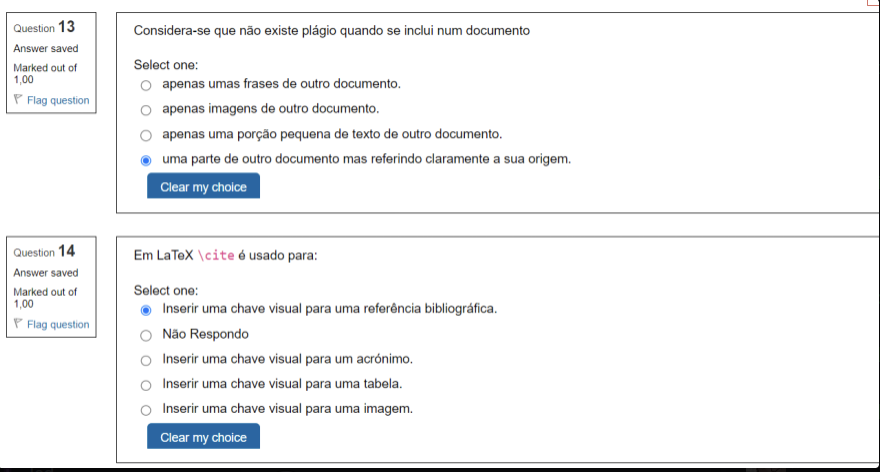 Question 13
Answer saved
Marked out of
1,00
Flag question
Considera-se que não existe plágio quando se inclui num documento
Select one:
apenas umas frases de outro documento.
apenas imagens de outro documento.
apenas uma porção pequena de texto de outro documento.
uma parte de outro documento mas referindo claramente a sua origem.
Clear my choice
Question 14
Answer saved
Marked out of
1,00
Flag question
Em LaTeX \cite é usado para:
Select one:
Inserir uma chave visual para uma referência bibliográfica.
Não Respondo
Inserir uma chave visual para um acrónimo.
Inserir uma chave visual para uma tabela.
Inserir uma chave visual para uma imagem.
Clear my choice